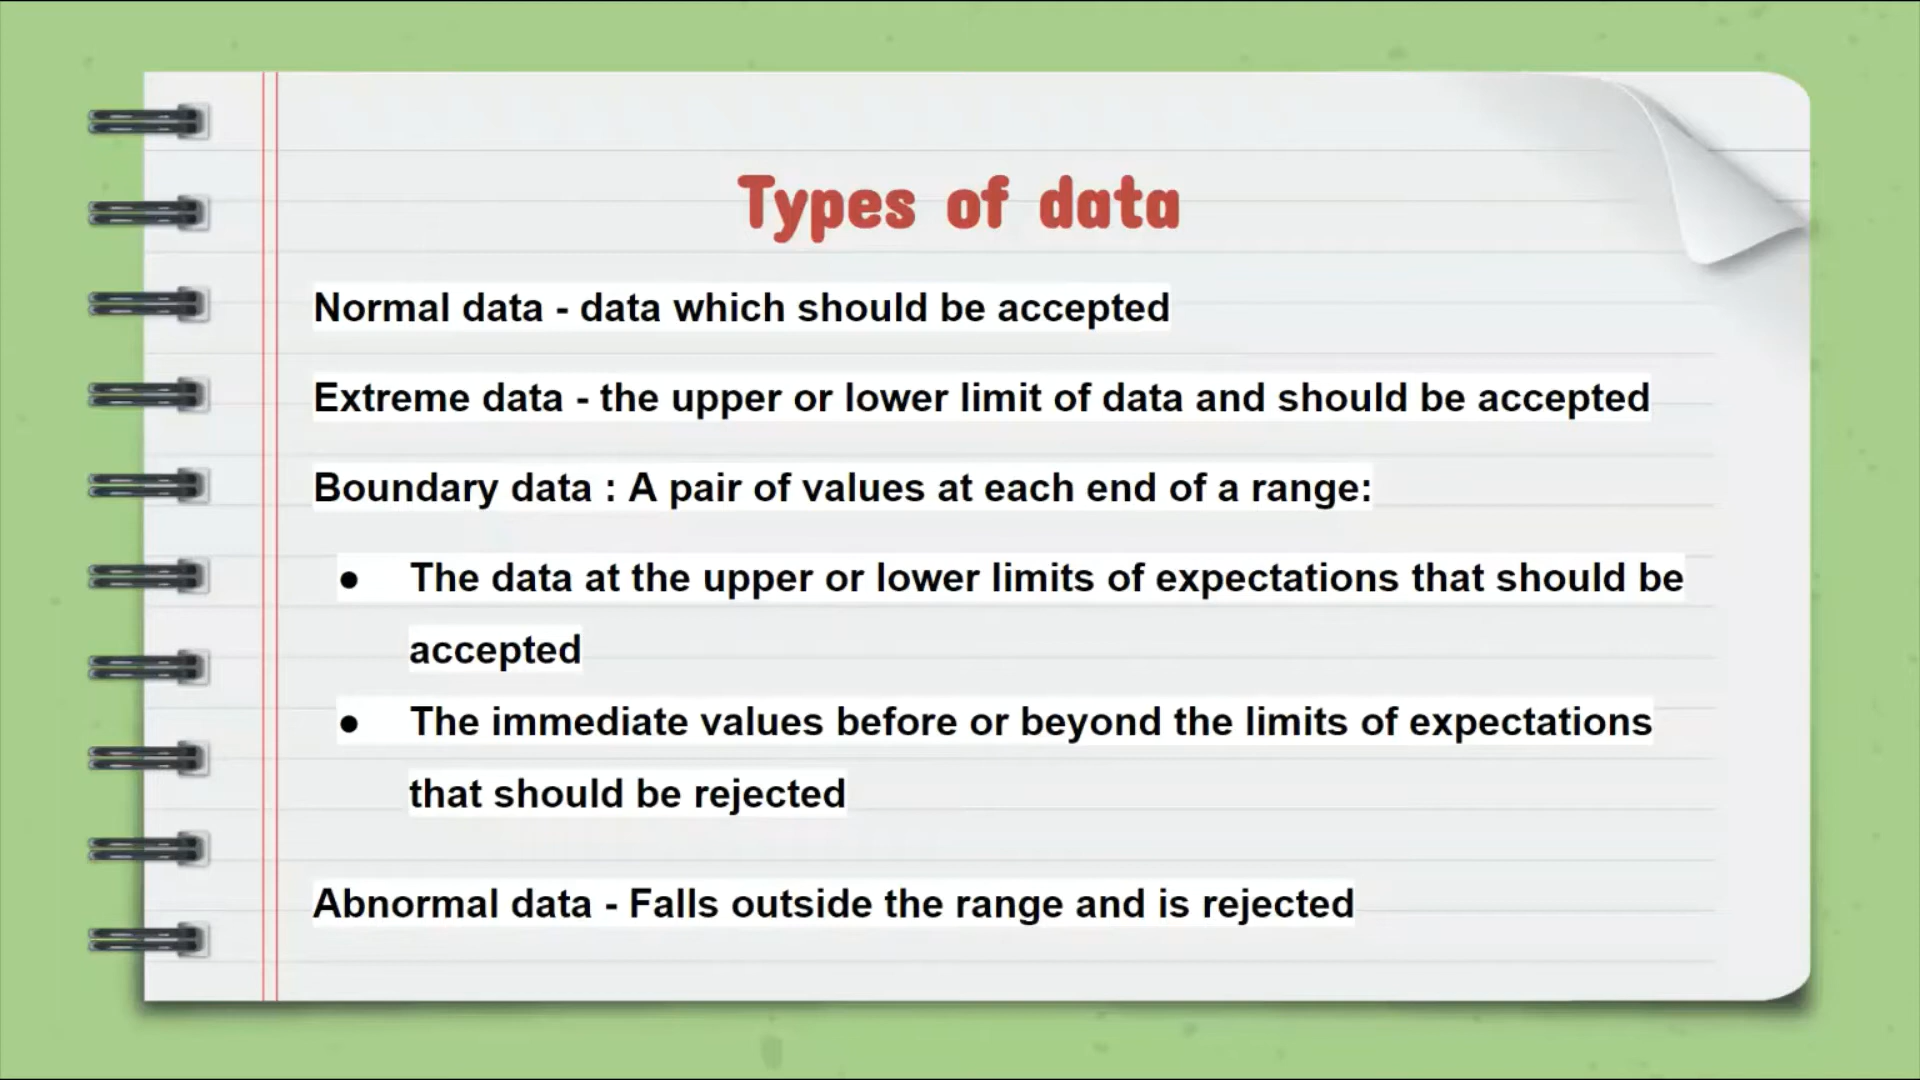 Types of data
Normal data - data which should be accepted
Extreme data - the upper or lower limit of data and should be accepted
Boundary data : A pair of values at each end of a range:
● The data at the upper or lower limits of expectations that should be
accepted
● The immediate values before or beyond the limits of expectations
that should be rejected
Abnormal data - Falls outside the range and is rejected